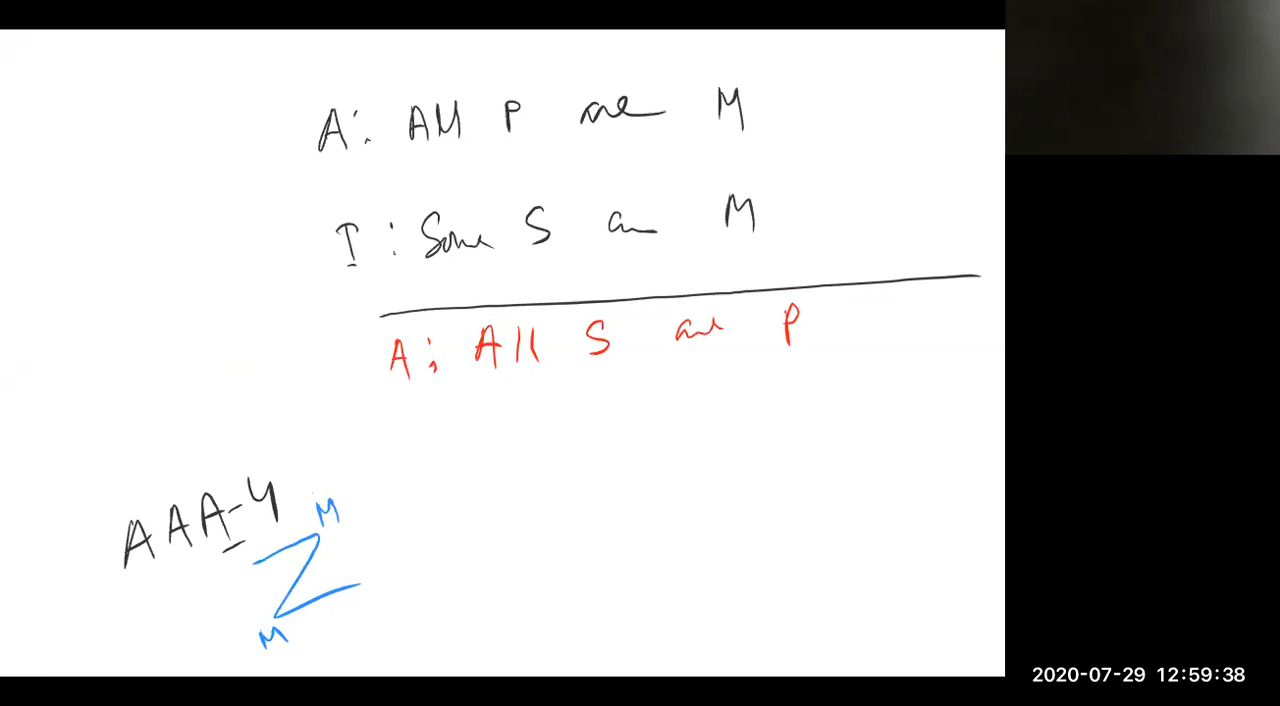 A: All P are M
I: Some S are M
A: All S are P
AAA-4
M
M
2020-07-29 12:59:38